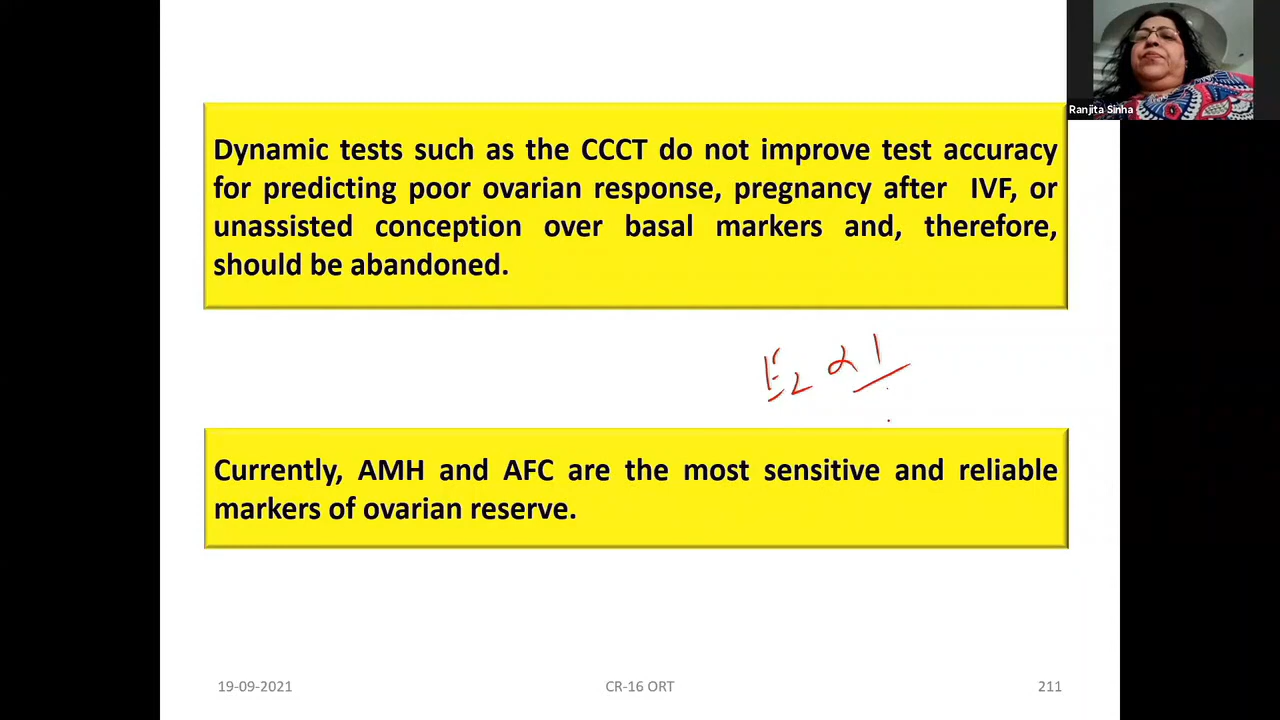 Ranjita Sinha
Dynamic tests such as the CCCT do not improve test accuracy
for predicting poor ovarian response, pregnancy after IVF, or
unassisted conception over basal markers and, therefore,
should be abandoned.
E2 α 1
Currently, AMH and AFC are the most sensitive and reliable
markers of ovarian reserve.
19-09-2021 CR-16 ORT 211